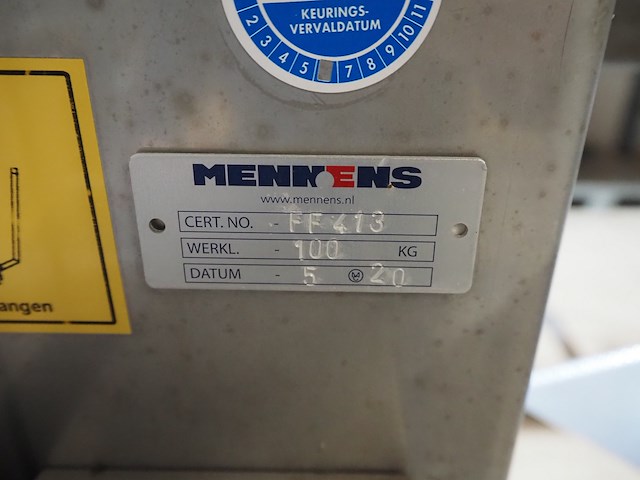 KEURINGS-
VERVALDATUM
2 3 4 5 7 8 9 10 11
MENNENS
www.mennens.nl
CERT. NO. - FF 413
WERKL. - 100 KG
DATUM - 5 20
angen